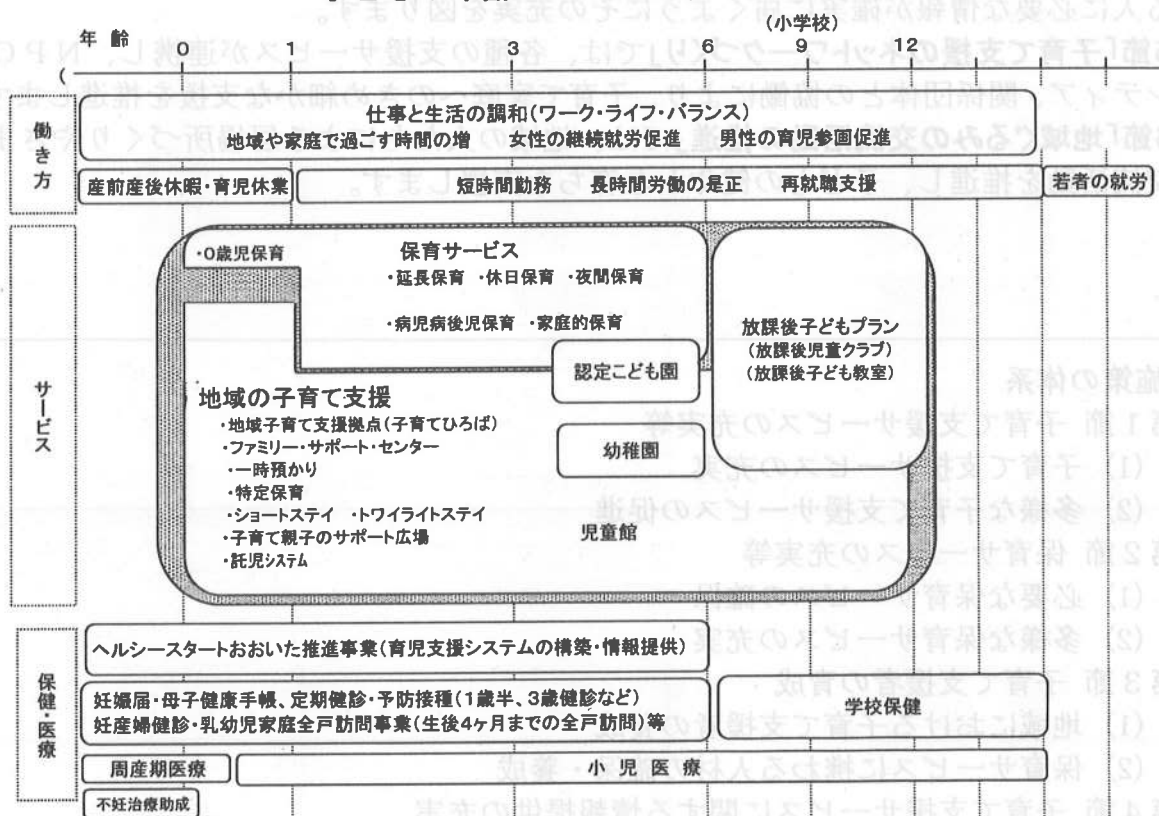 (小学校)
年 齢 0 1 3 6 9 12
(
働き方
仕事と生活の調和(ワーク・ライフ・バランス)
地域や家庭で過ごす時間の増 女性の継続就労促進 男性の育児参画促進
産前産後休暇・育児休業
短時間勤務 長時間労働の是正 再就職支援
若者の就労
サービス
・0歳児保育
保育サービス
・延長保育 ・休日保育 ・夜間保育
・病児病後児保育 ・家庭的保育
認定こども園
放課後子どもプラン
(放課後児童クラブ)
(放課後子ども教室)
地域の子育て支援
・地域子育て支援拠点(子育てひろば)
・ファミリー・サポート・センター
・一時預かり
・特定保育
・ショートステイ ・トワイライトステイ
・子育て親子のサポート広場
・託児システム
幼稚園
児童館
保健・医療
ヘルシースタートおおいた推進事業(育児支援システムの構築・情報提供)
妊娠届・母子健康手帳、定期健診・予防接種(1歳半、3歳健診など)
妊産婦健診・乳幼児家庭全戸訪問事業(生後4ヶ月までの全戸訪問)等
学校保健
周産期医療
小 児 医 療
不妊治療助成